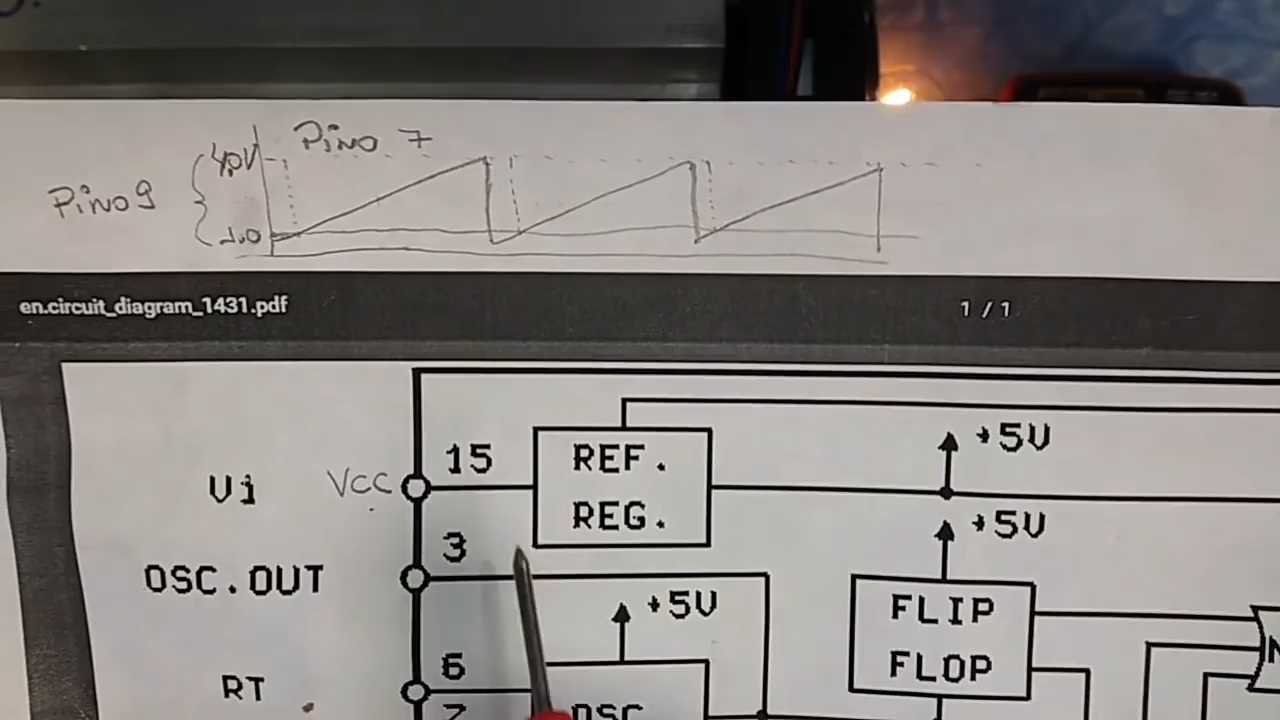 Pino 7
4,0V
Pino 9
1.0
en.circuit_diagram_1431.pdf
1 / 1
+5V
15
REF.
REG.
Vi
VCC
+5V
3
OSC.OUT
+5V
FLIP
FLOP
6
RT
7
OSC
N